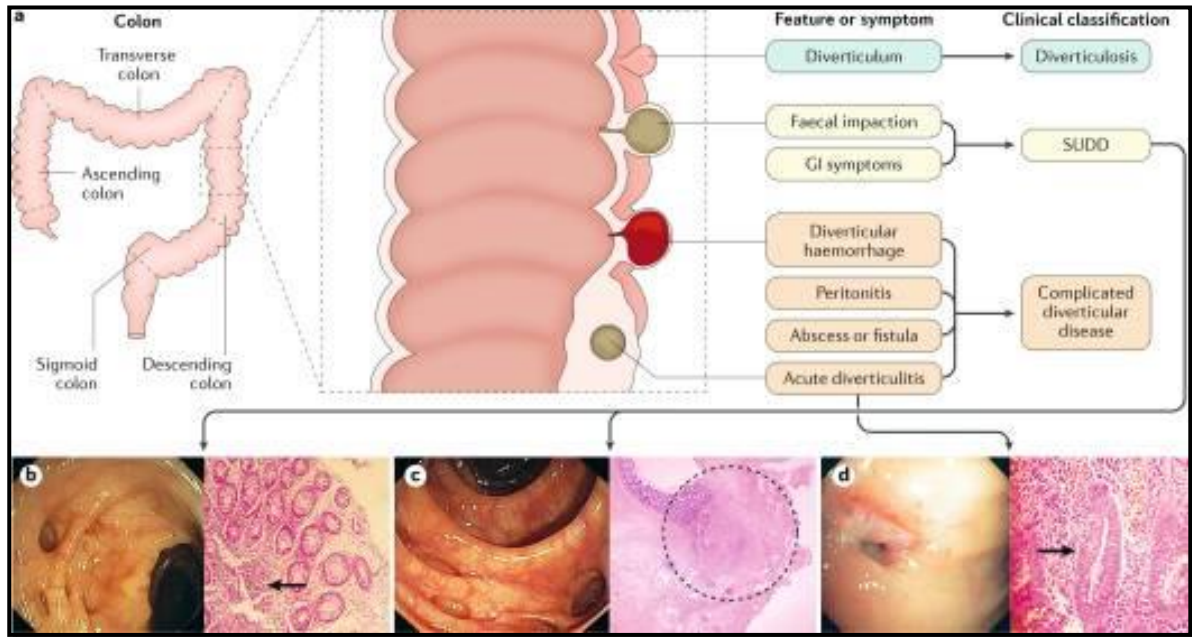 a
Colon
Transverse
colon
Ascending
colon
Sigmoid
colon
Descending
colon
Feature or symptom
Clinical classification
Diverticulum
Diverticulosis
Faecal impaction
GI symptoms
SUDD
Diverticular
haemorrhage
Peritonitis
Abscess or fistula
Acute diverticulitis
Complicated
diverticular
disease
b
c
d